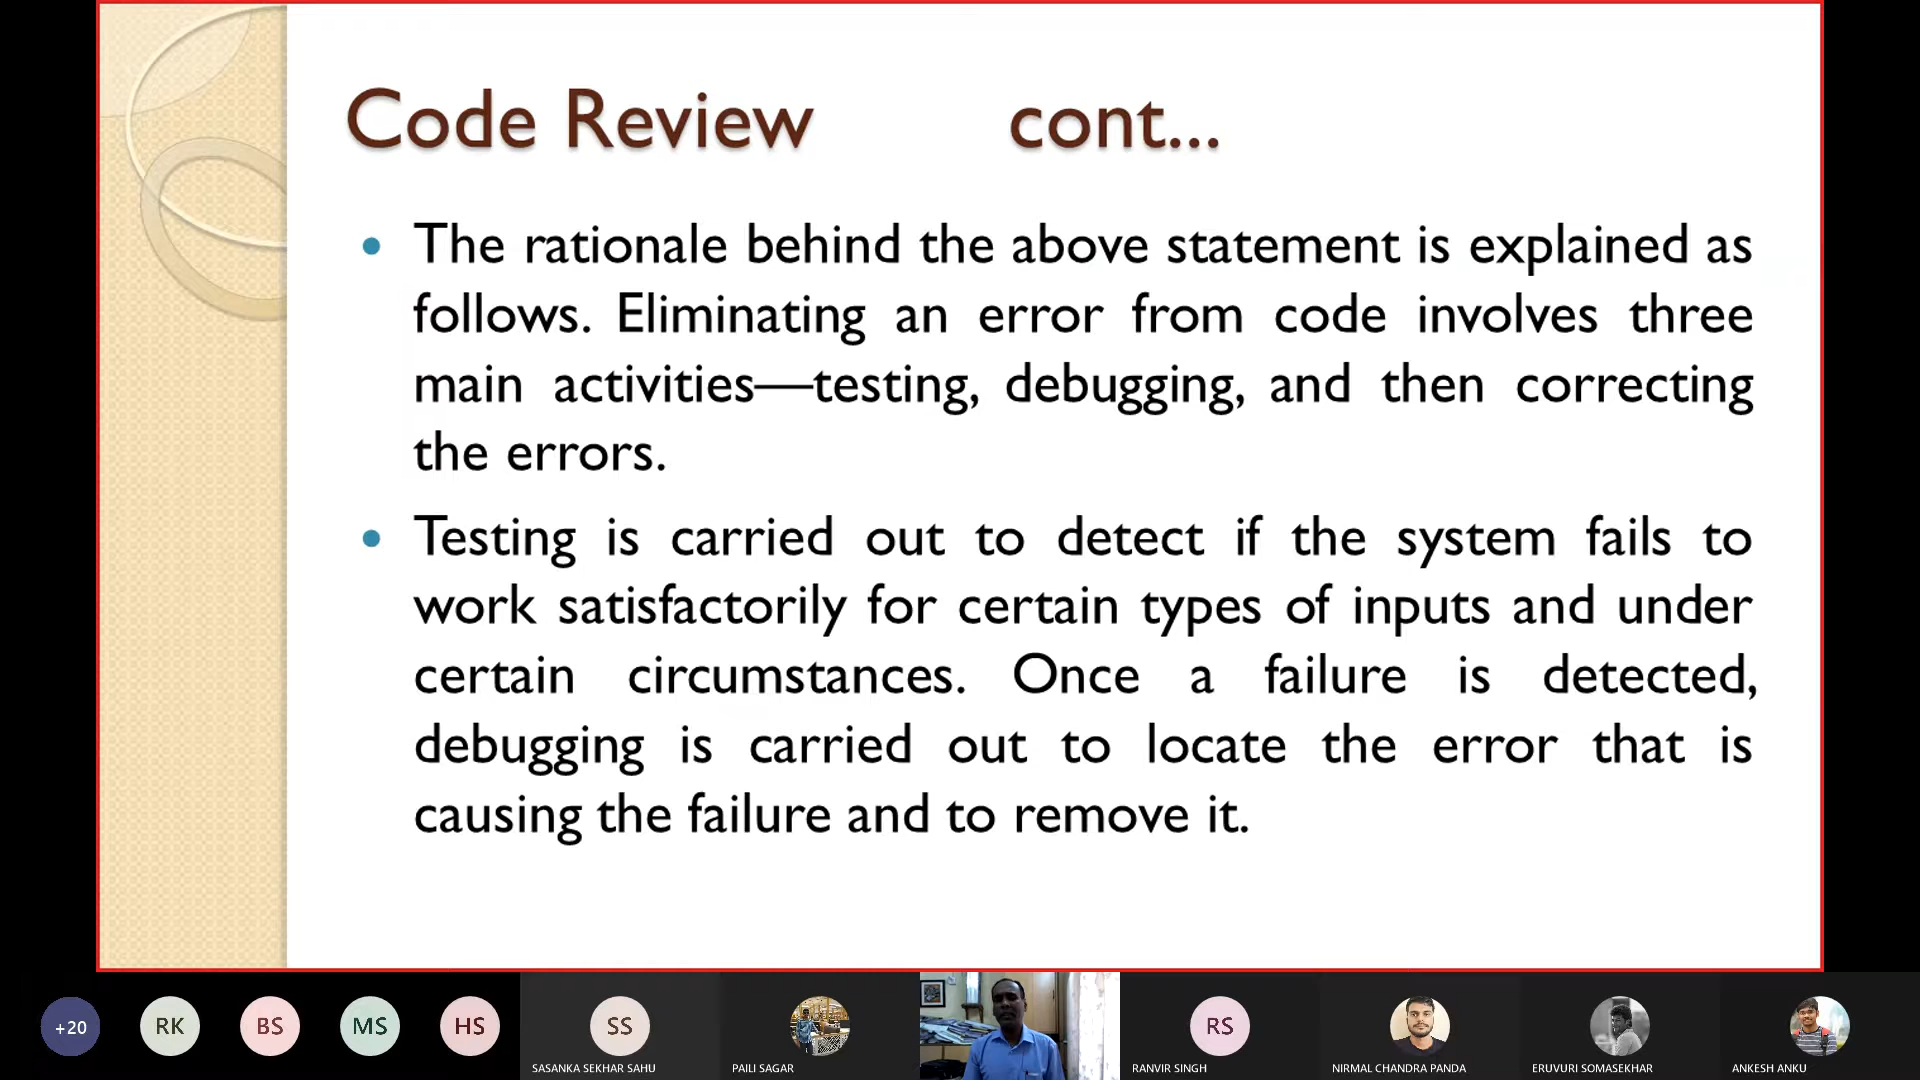 Code Review cont...
• The rationale behind the above statement is explained as
follows. Eliminating an error from code involves three
main activities—testing, debugging, and then correcting
the errors.
• Testing is carried out to detect if the system fails to
work satisfactorily for certain types of inputs and under
certain circumstances. Once a failure is detected,
debugging is carried out to locate the error that is
causing the failure and to remove it.
+20 RK BS MS HS SS RS
SASANKA SEKHAR SAHU PAILI SAGAR RANVIR SINGH NIRMAL CHANDRA PANDA ERUVURI SOMASEKHAR ANKESH ANKU